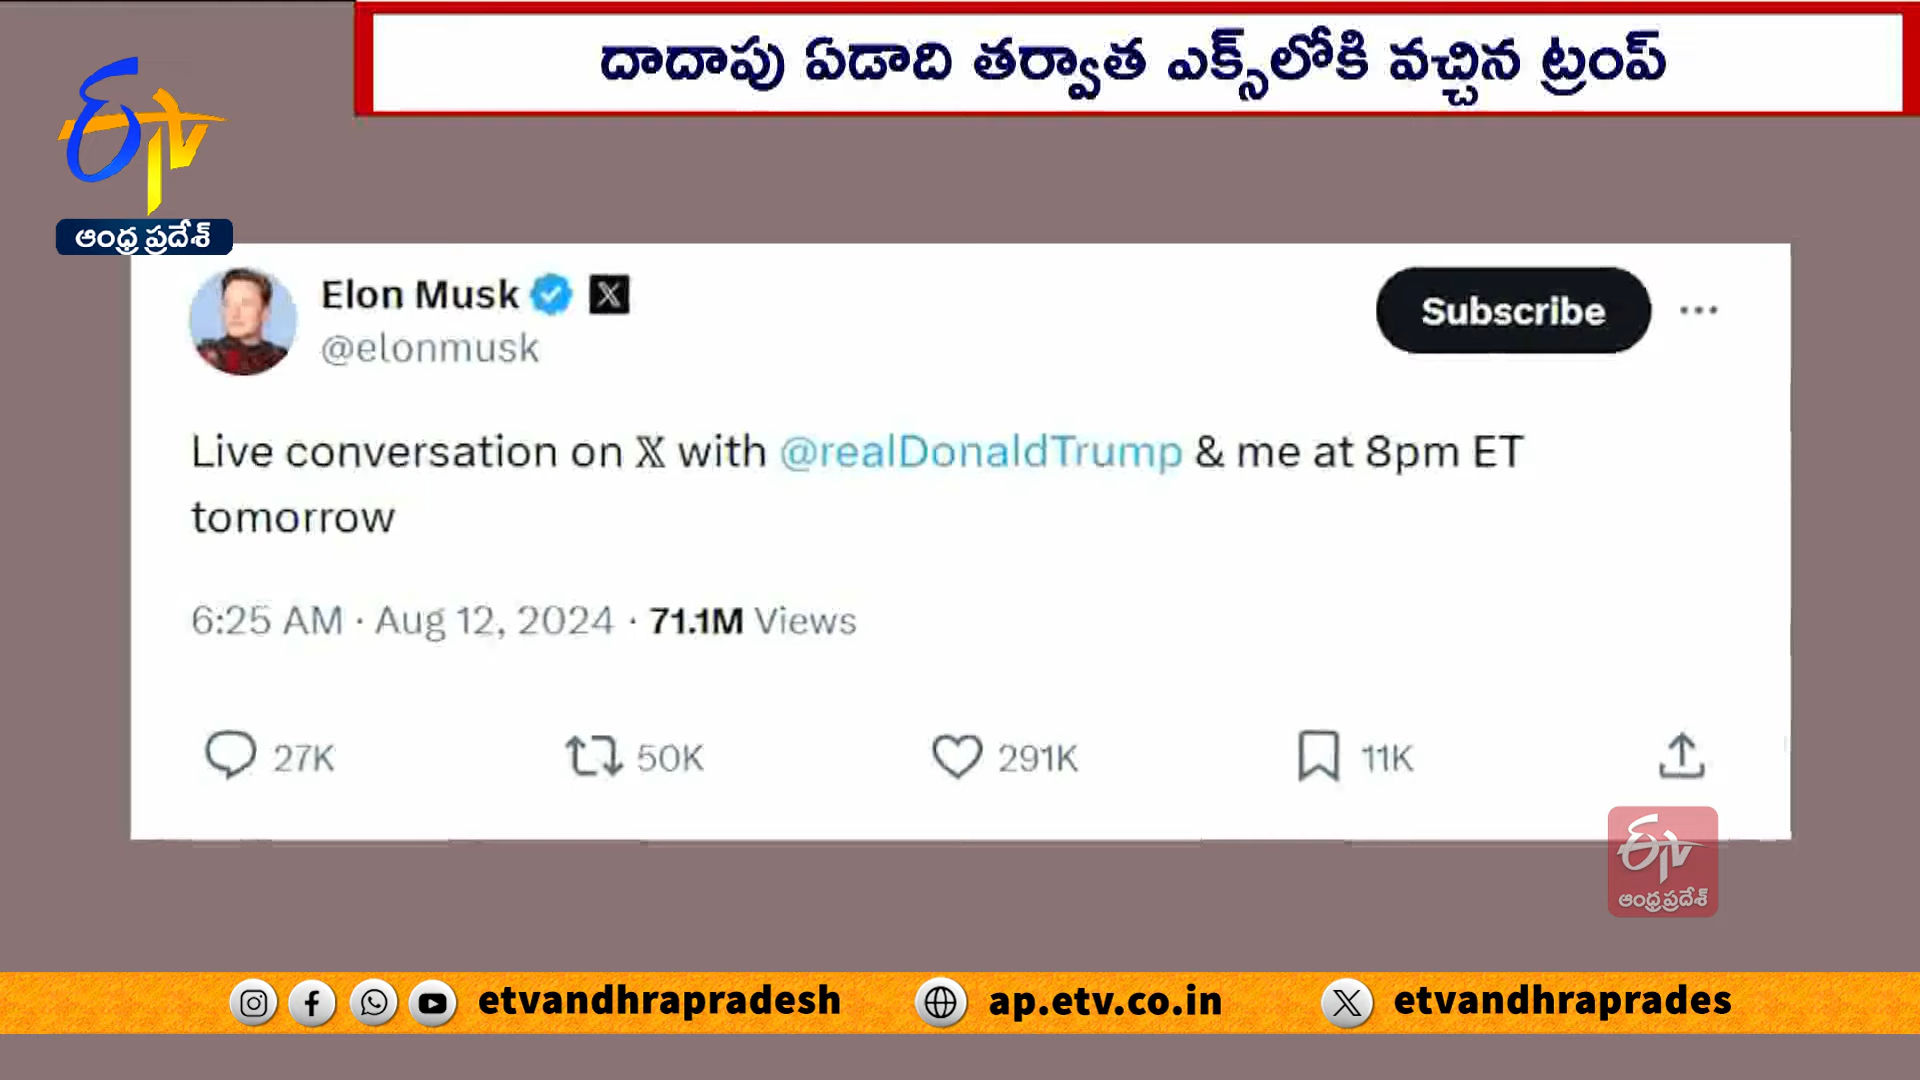 దాదాపు ఏడాది తర్వాత ఎక్స్‌లోకి వచ్చిన ట్రంప్
ఈtv
ఆంధ్ర ప్రదేశ్
Elon Musk
@elonmusk
Subscribe
Live conversation on 𝕏 with @realDonaldTrump & me at 8pm ET
tomorrow
6:25 AM · Aug 12, 2024 · 71.1M Views
27K 50K 291K 11K
ఈtv
ఆంధ్రప్రదేశ్
etvandhrapradesh ap.etv.co.in etvandhraprades